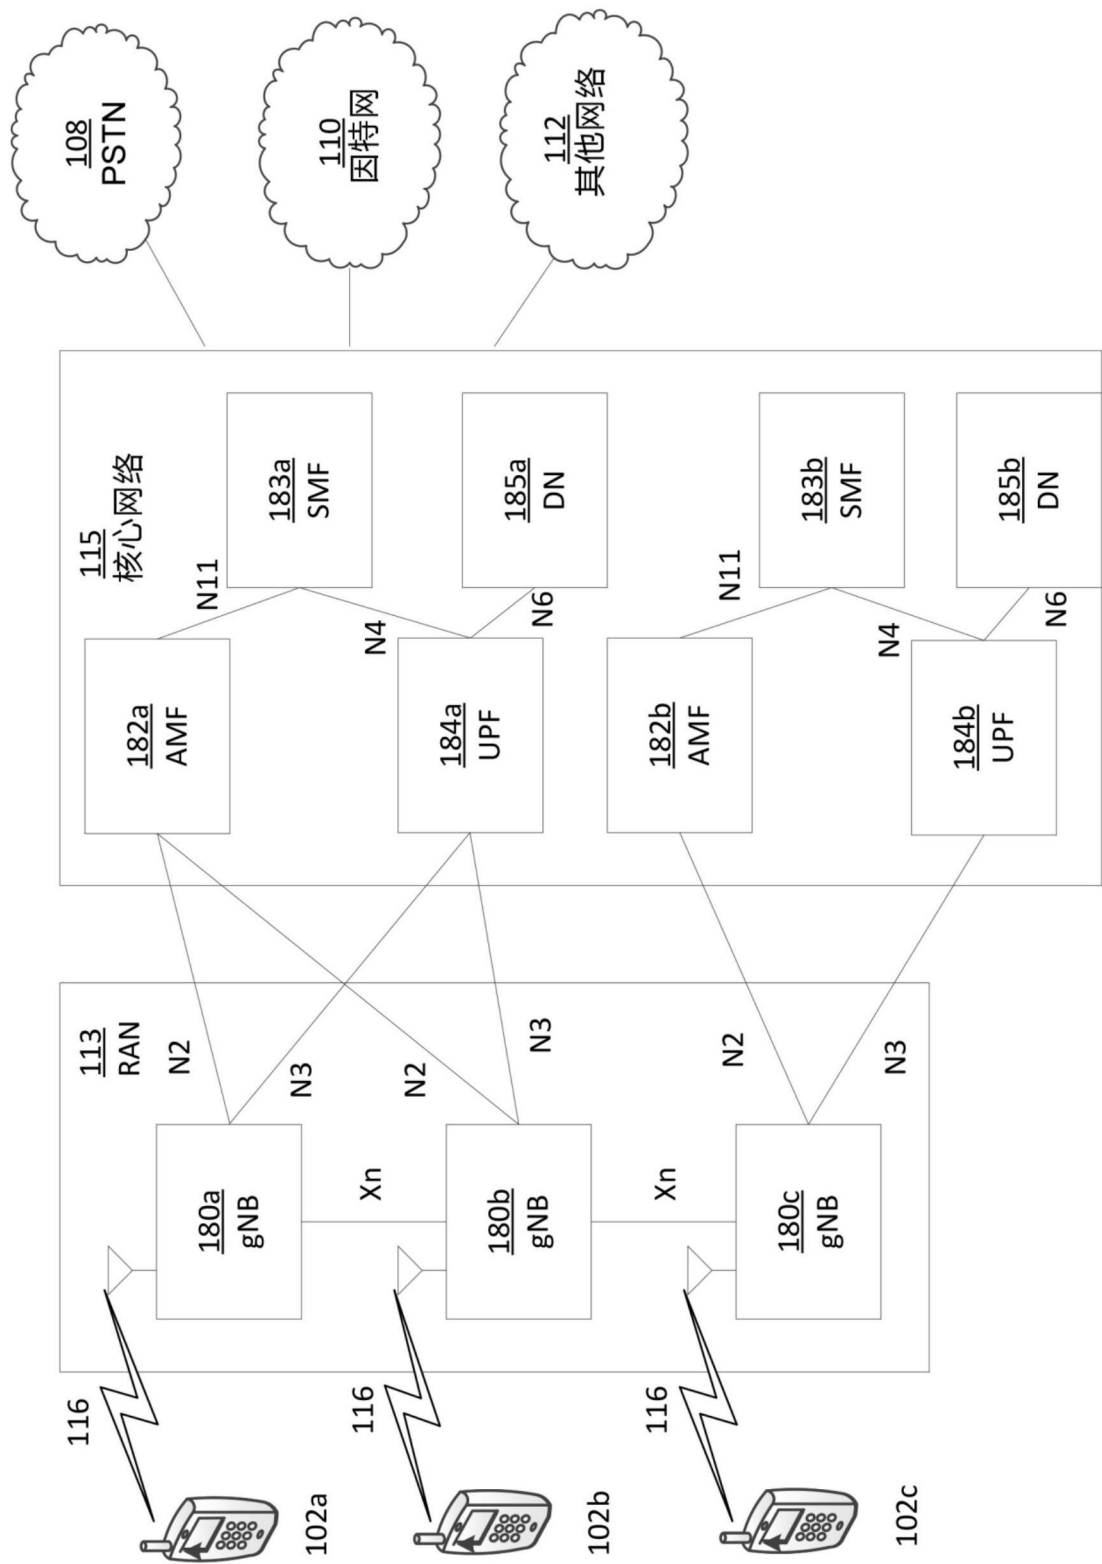 102a
116
113
RAN
180a
gNB
N2
N3
Xn
102b
116
180b
gNB
N2
N3
Xn
102c
116
180c
gNB
N2
N3
115
核心网络
182a
AMF
N11
183a
SMF
N4
184a
UPF
N6
185a
DN
182b
AMF
N11
183b
SMF
N4
184b
UPF
N6
185b
DN
108
PSTN
110
因特网
112
其他网络